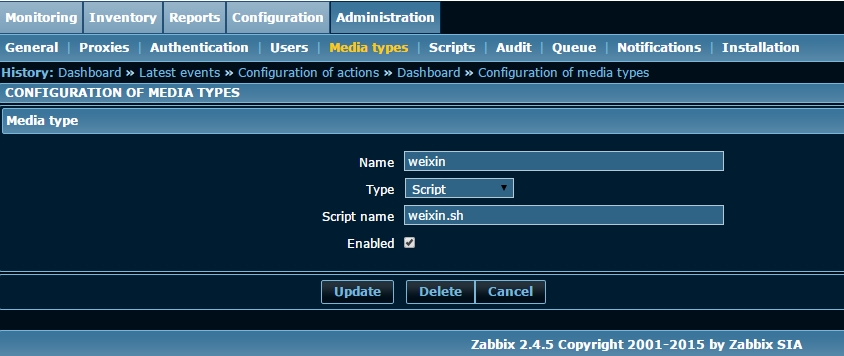 Monitoring Inventory Reports Configuration Administration
General | Proxies | Authentication | Users | Media types | Scripts | Audit | Queue | Notifications | Installation
History: Dashboard » Latest events » Configuration of actions » Dashboard » Configuration of media types
CONFIGURATION OF MEDIA TYPES
Media type
Name weixin
Type Script
Script name weixin.sh
Enabled
Update Delete Cancel
Zabbix 2.4.5 Copyright 2001-2015 by Zabbix SIA